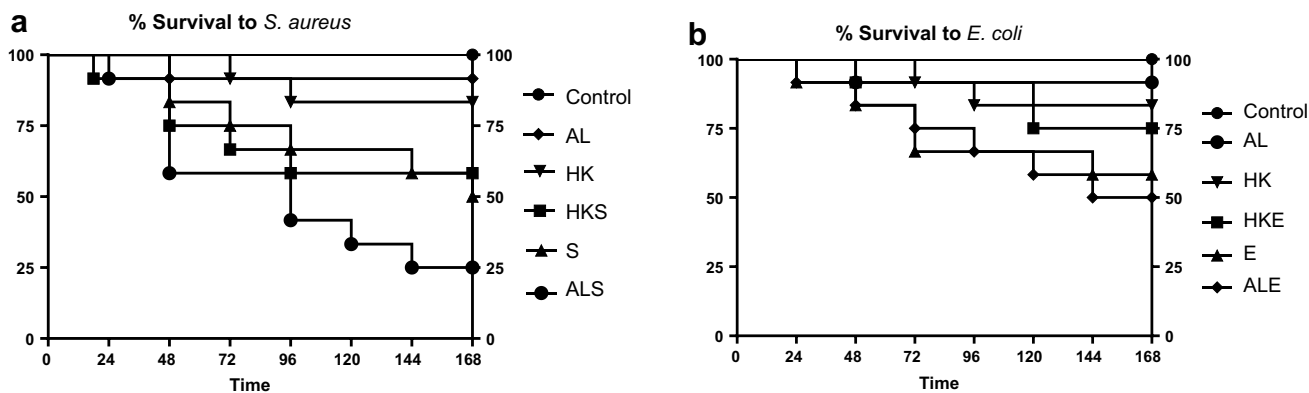 a
% Survival to S. aureus
100
75
50
25
0
100
75
50
25
0
0 24 48 72 96 120 144 168
Time
Control
AL
HK
HKS
S
ALS
b
% Survival to E. coli
100
75
50
25
0
100
75
50
25
0
0 24 48 72 96 120 144 168
Time
Control
AL
HK
HKE
E
ALE